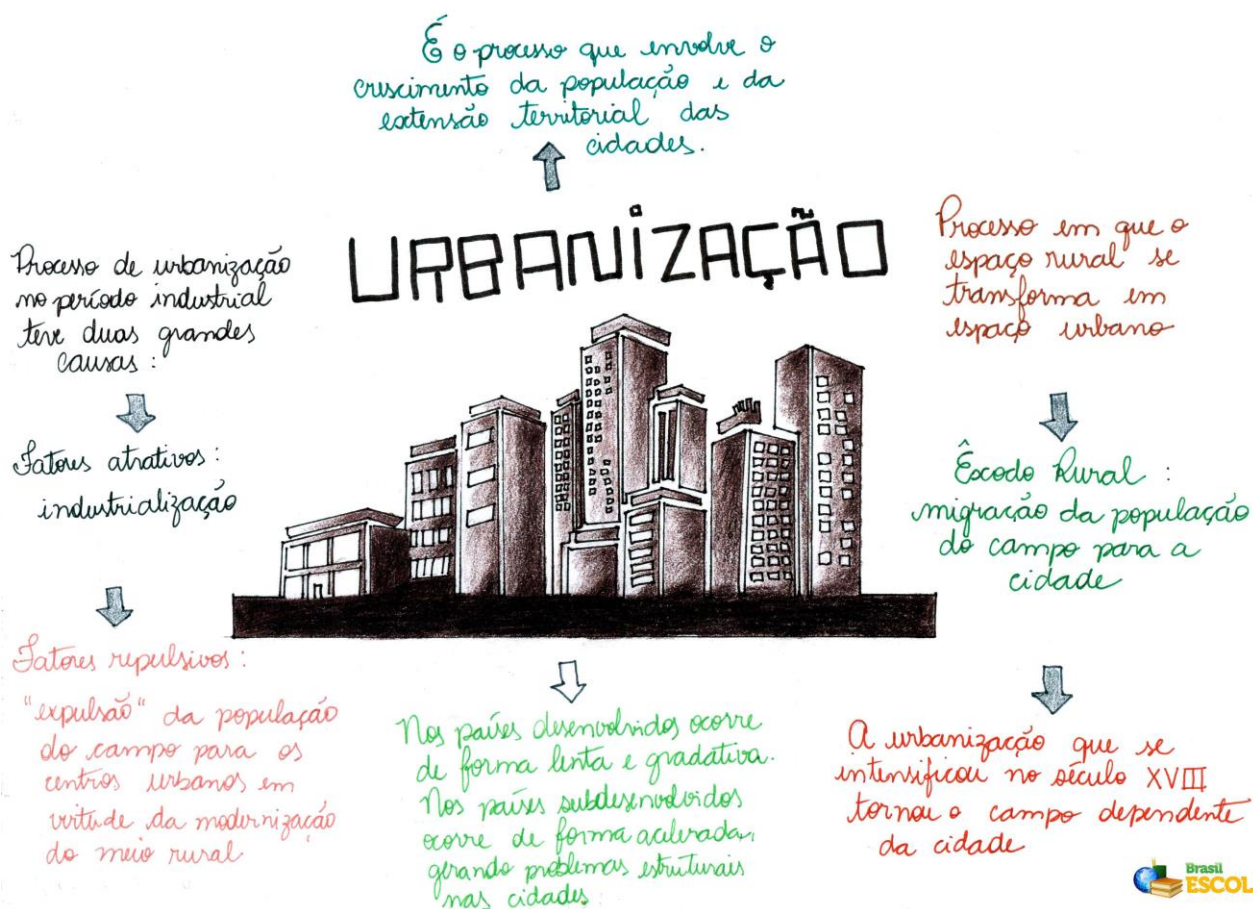 É o processo que envolve o
crescimento da população e da
extensão territorial das
cidades.
URBANIZAÇÃO
Processo de urbanização
no período industrial
teve duas grandes
causas:
Fatores atrativos:
industrialização
Fatores repulsivos:
"expulsão" da população
do campo para os
centros urbanos em
virtude da modernização
do meio rural
Nos países desenvolvidos ocorre
de forma lenta e gradativa.
Nos países subdesenvolvidos
ocorre de forma acelerada,
gerando problemas estruturais
nas cidades.
Processo em que o
espaço rural se
transforma em
espaço urbano
Êxodo Rural:
migração da população
do campo para a
cidade
A urbanização que se
intensificou no século XVIII
tornou o campo dependente
da cidade
Brasil
ESCOL